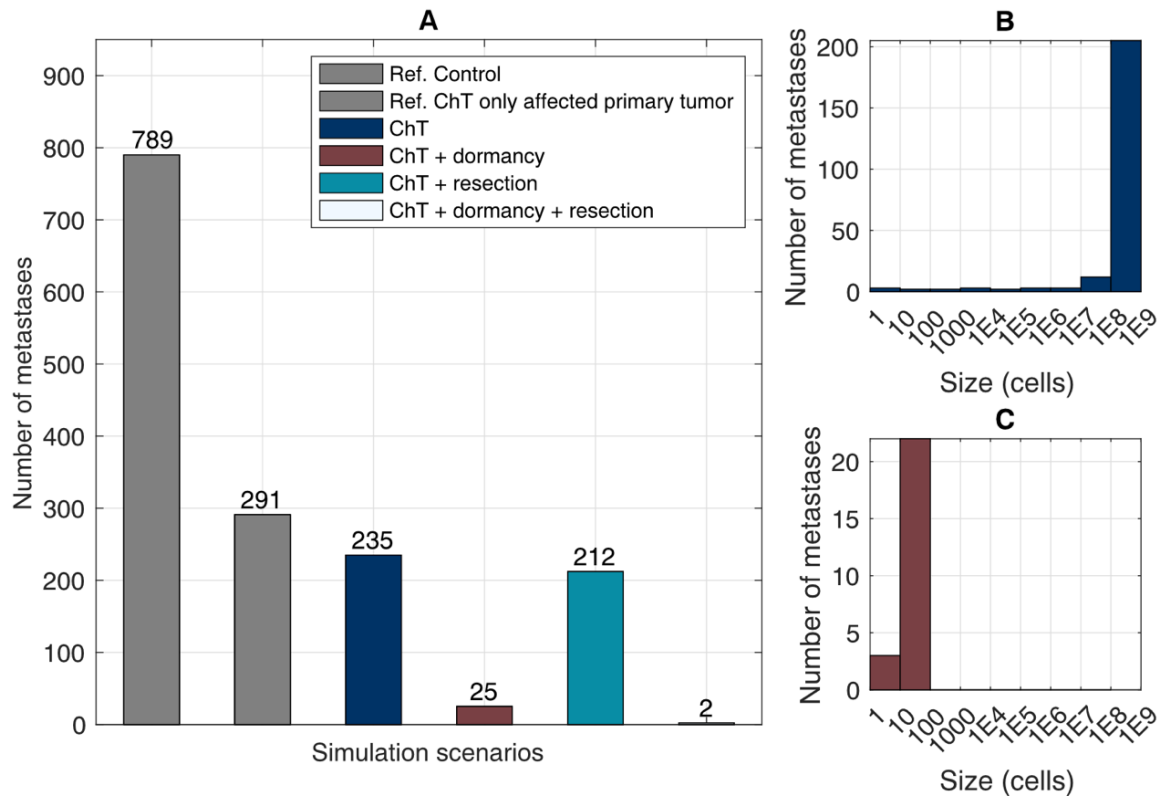 A
Number of metastases
900
800
700
600
500
400
300
200
100
0
789
291
235
25
212
2
Ref. Control
Ref. ChT only affected primary tumor
ChT
ChT + dormancy
ChT + resection
ChT + dormancy + resection
Simulation scenarios
B
Number of metastases
200
150
100
50
0
1 10 100 1000 1E4 1E5 1E6 1E7 1E8 1E9
Size (cells)
C
Number of metastases
20
15
10
5
0
1 10 100 1000 1E4 1E5 1E6 1E7 1E8 1E9
Size (cells)